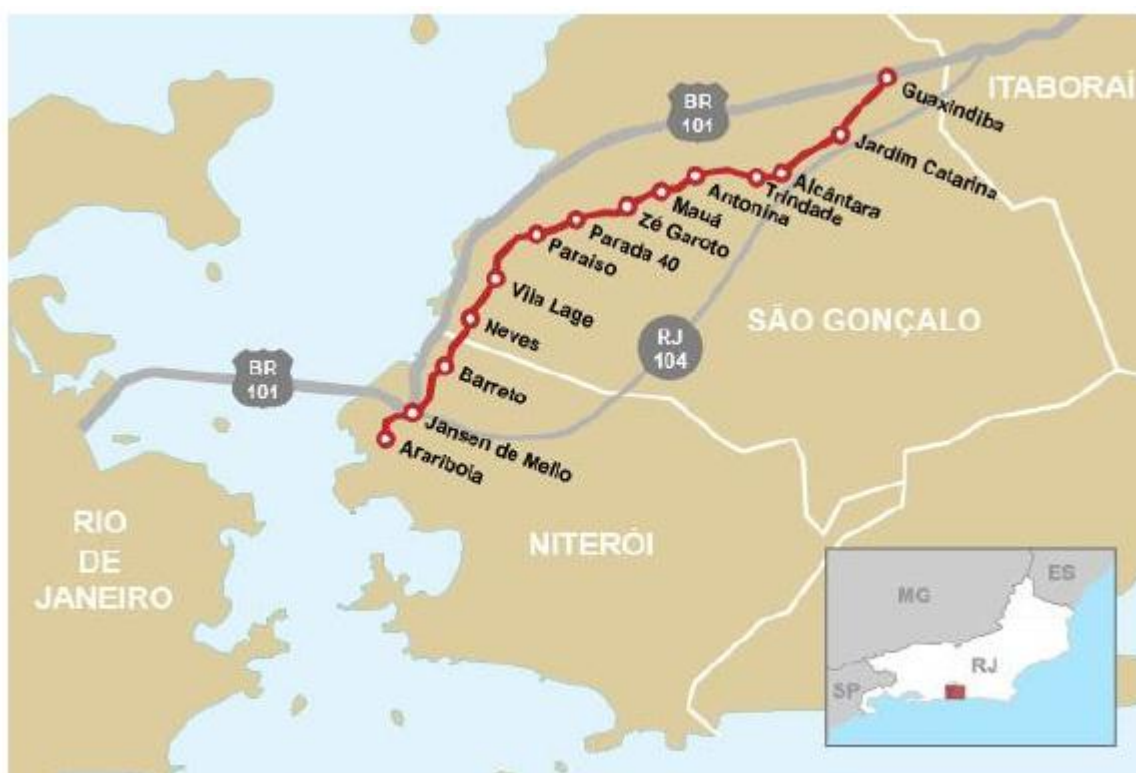 ITABORAÍ
BR
101
Guaxindiba
Jardim Catarina
Alcântara
Trindade
Antonina
Mauá
Zé Garoto
Parada 40
Paraiso
Vila Lage
Neves
Barreto
Jansen de Mello
Arariboia
SÃO GONÇALO
RJ
104
BR
101
RIO
DE
JANEIRO
NITERÓI
MG
ES
RJ
SP